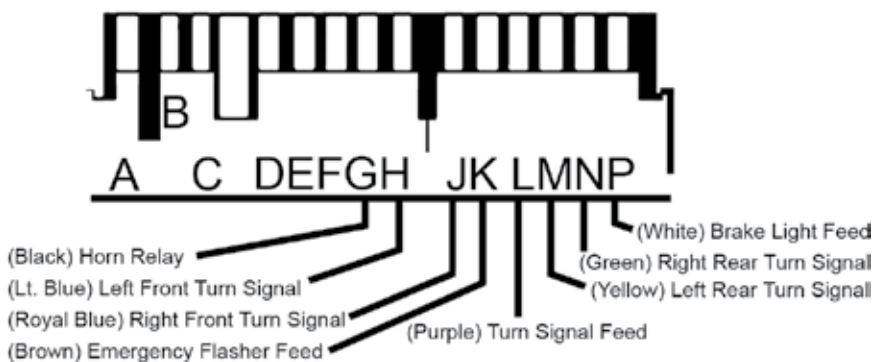 B
A C DEFGH JK LMNP
(White) Brake Light Feed
(Black) Horn Relay
(Green) Right Rear Turn Signal
(Lt. Blue) Left Front Turn Signal
(Yellow) Left Rear Turn Signal
(Royal Blue) Right Front Turn Signal
(Purple) Turn Signal Feed
(Brown) Emergency Flasher Feed